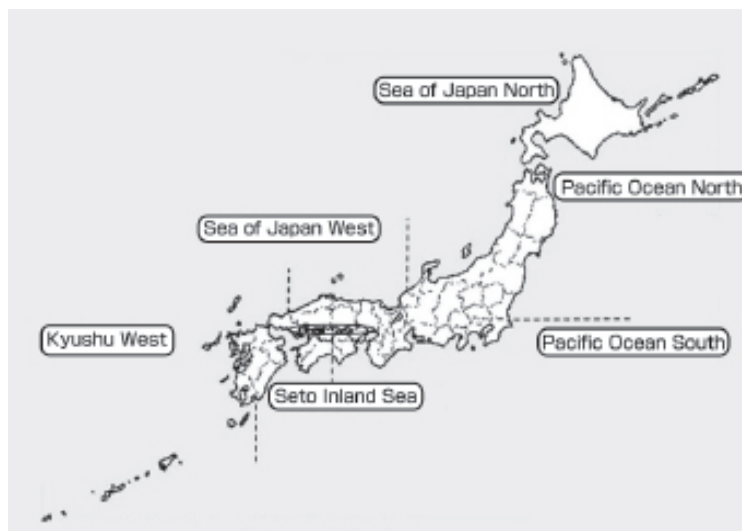 Sea of Japan North
Pacific Ocean North
Sea of Japan West
Kyushu West
Pacific Ocean South
Seto Inland Sea